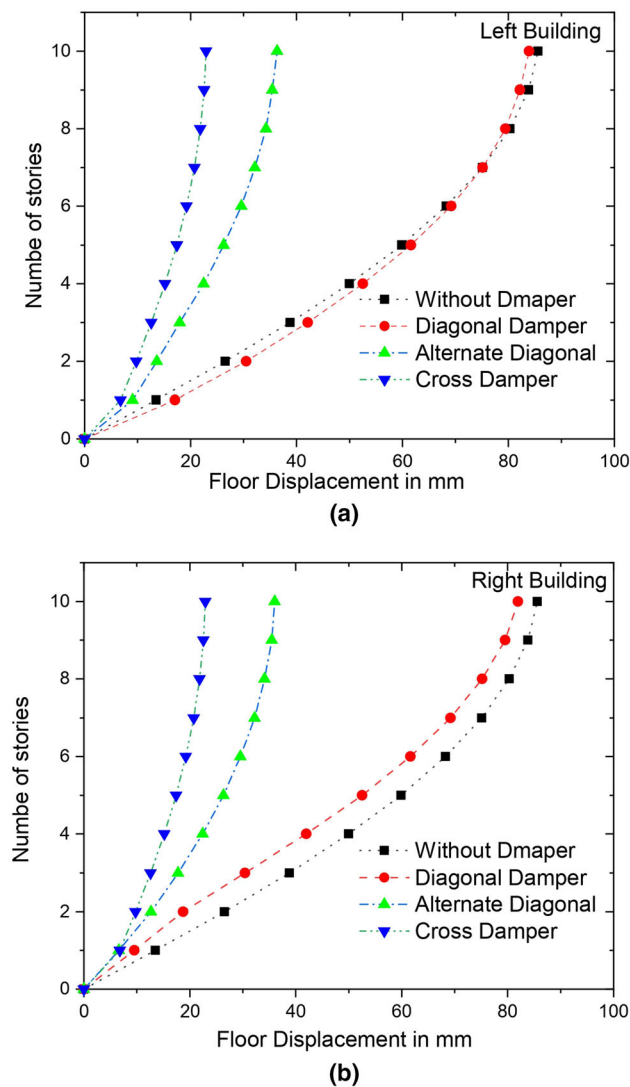 Left Building
10
8
6
4
2
0
Numbe of stories
Without Dmaper
Diagonal Damper
Alternate Diagonal
Cross Damper
0 20 40 60 80 100
Floor Displacement in mm
(a)
Right Building
10
8
6
4
2
0
Numbe of stories
Without Dmaper
Diagonal Damper
Alternate Diagonal
Cross Damper
0 20 40 60 80 100
Floor Displacement in mm
(b)